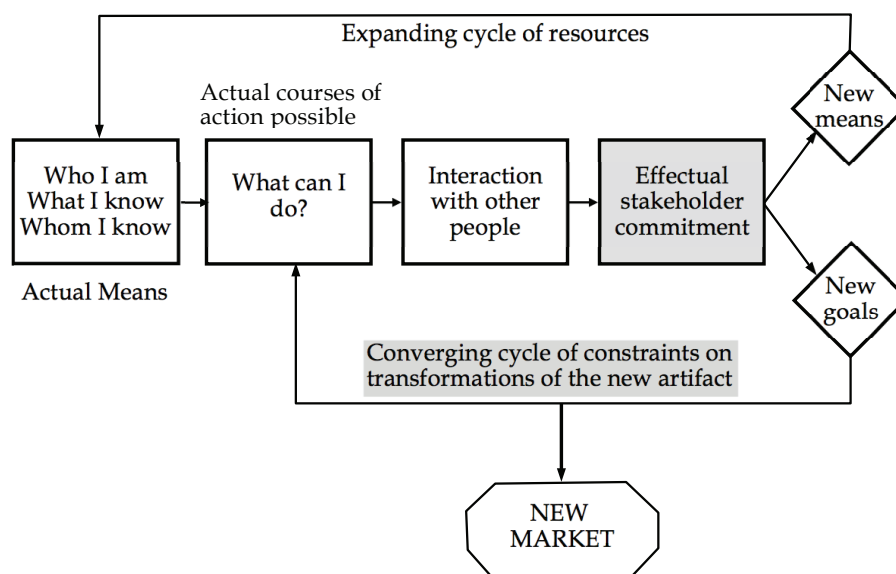 Expanding cycle of resources
Actual courses of
action possible
New
means
Who I am
What I know
Whom I know
What can I
do?
Interaction
with other
people
Effectual
stakeholder
commitment
Actual Means
New
goals
Converging cycle of constraints on
transformations of the new artifact
NEW
MARKET